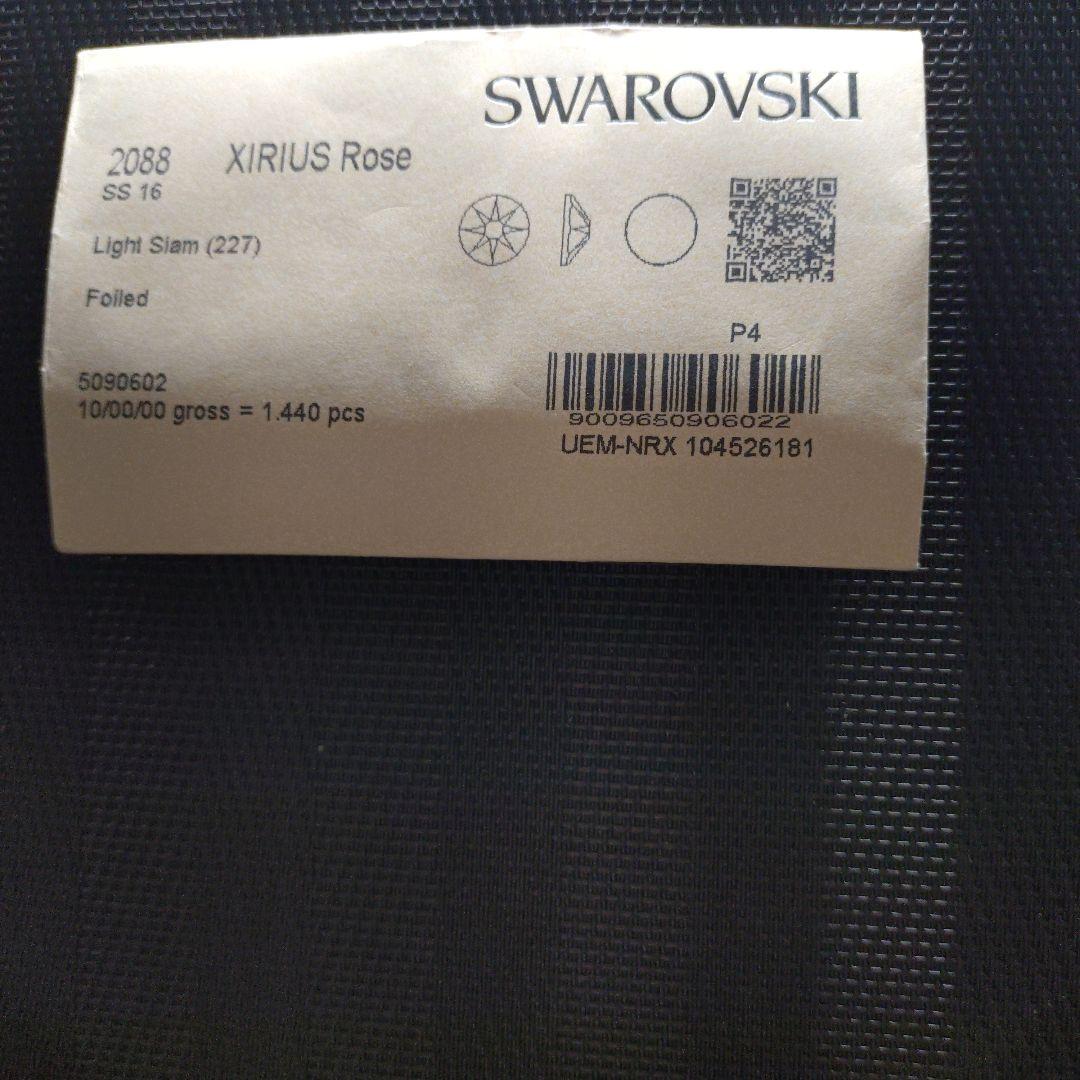 SWAROVSKI
2088 XIRIUS Rose
SS 16
Light Siam (227)
Foiled
P4
5090602
10/00/00 gross = 1.440 pcs
9009650906022
UEM-NRX 104526181